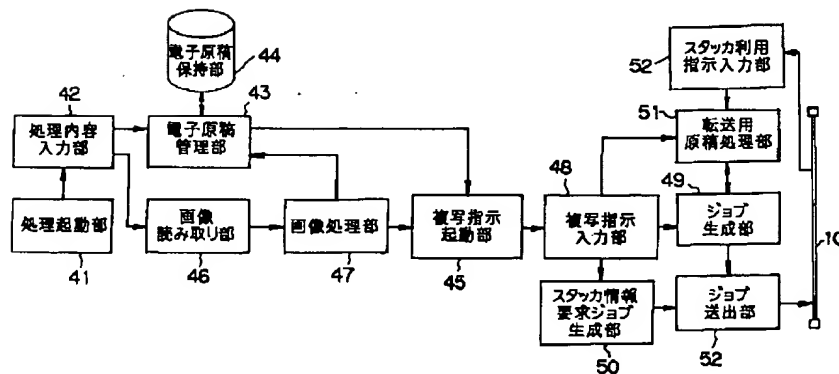 電子原稿
保持部
44
スタッカ利用
指示入力部
52
42
43
51
処理内容
入力部
電子原稿
管理部
転送用
原稿処理部
48
49
処理起動部
画像
読み取り部
画像処理部
複写指示
起動部
複写指示
入力部
ジョブ
生成部
10
41
46
47
45
スタッカ情報
要求ジョブ
生成部
ジョブ
送出部
50
52